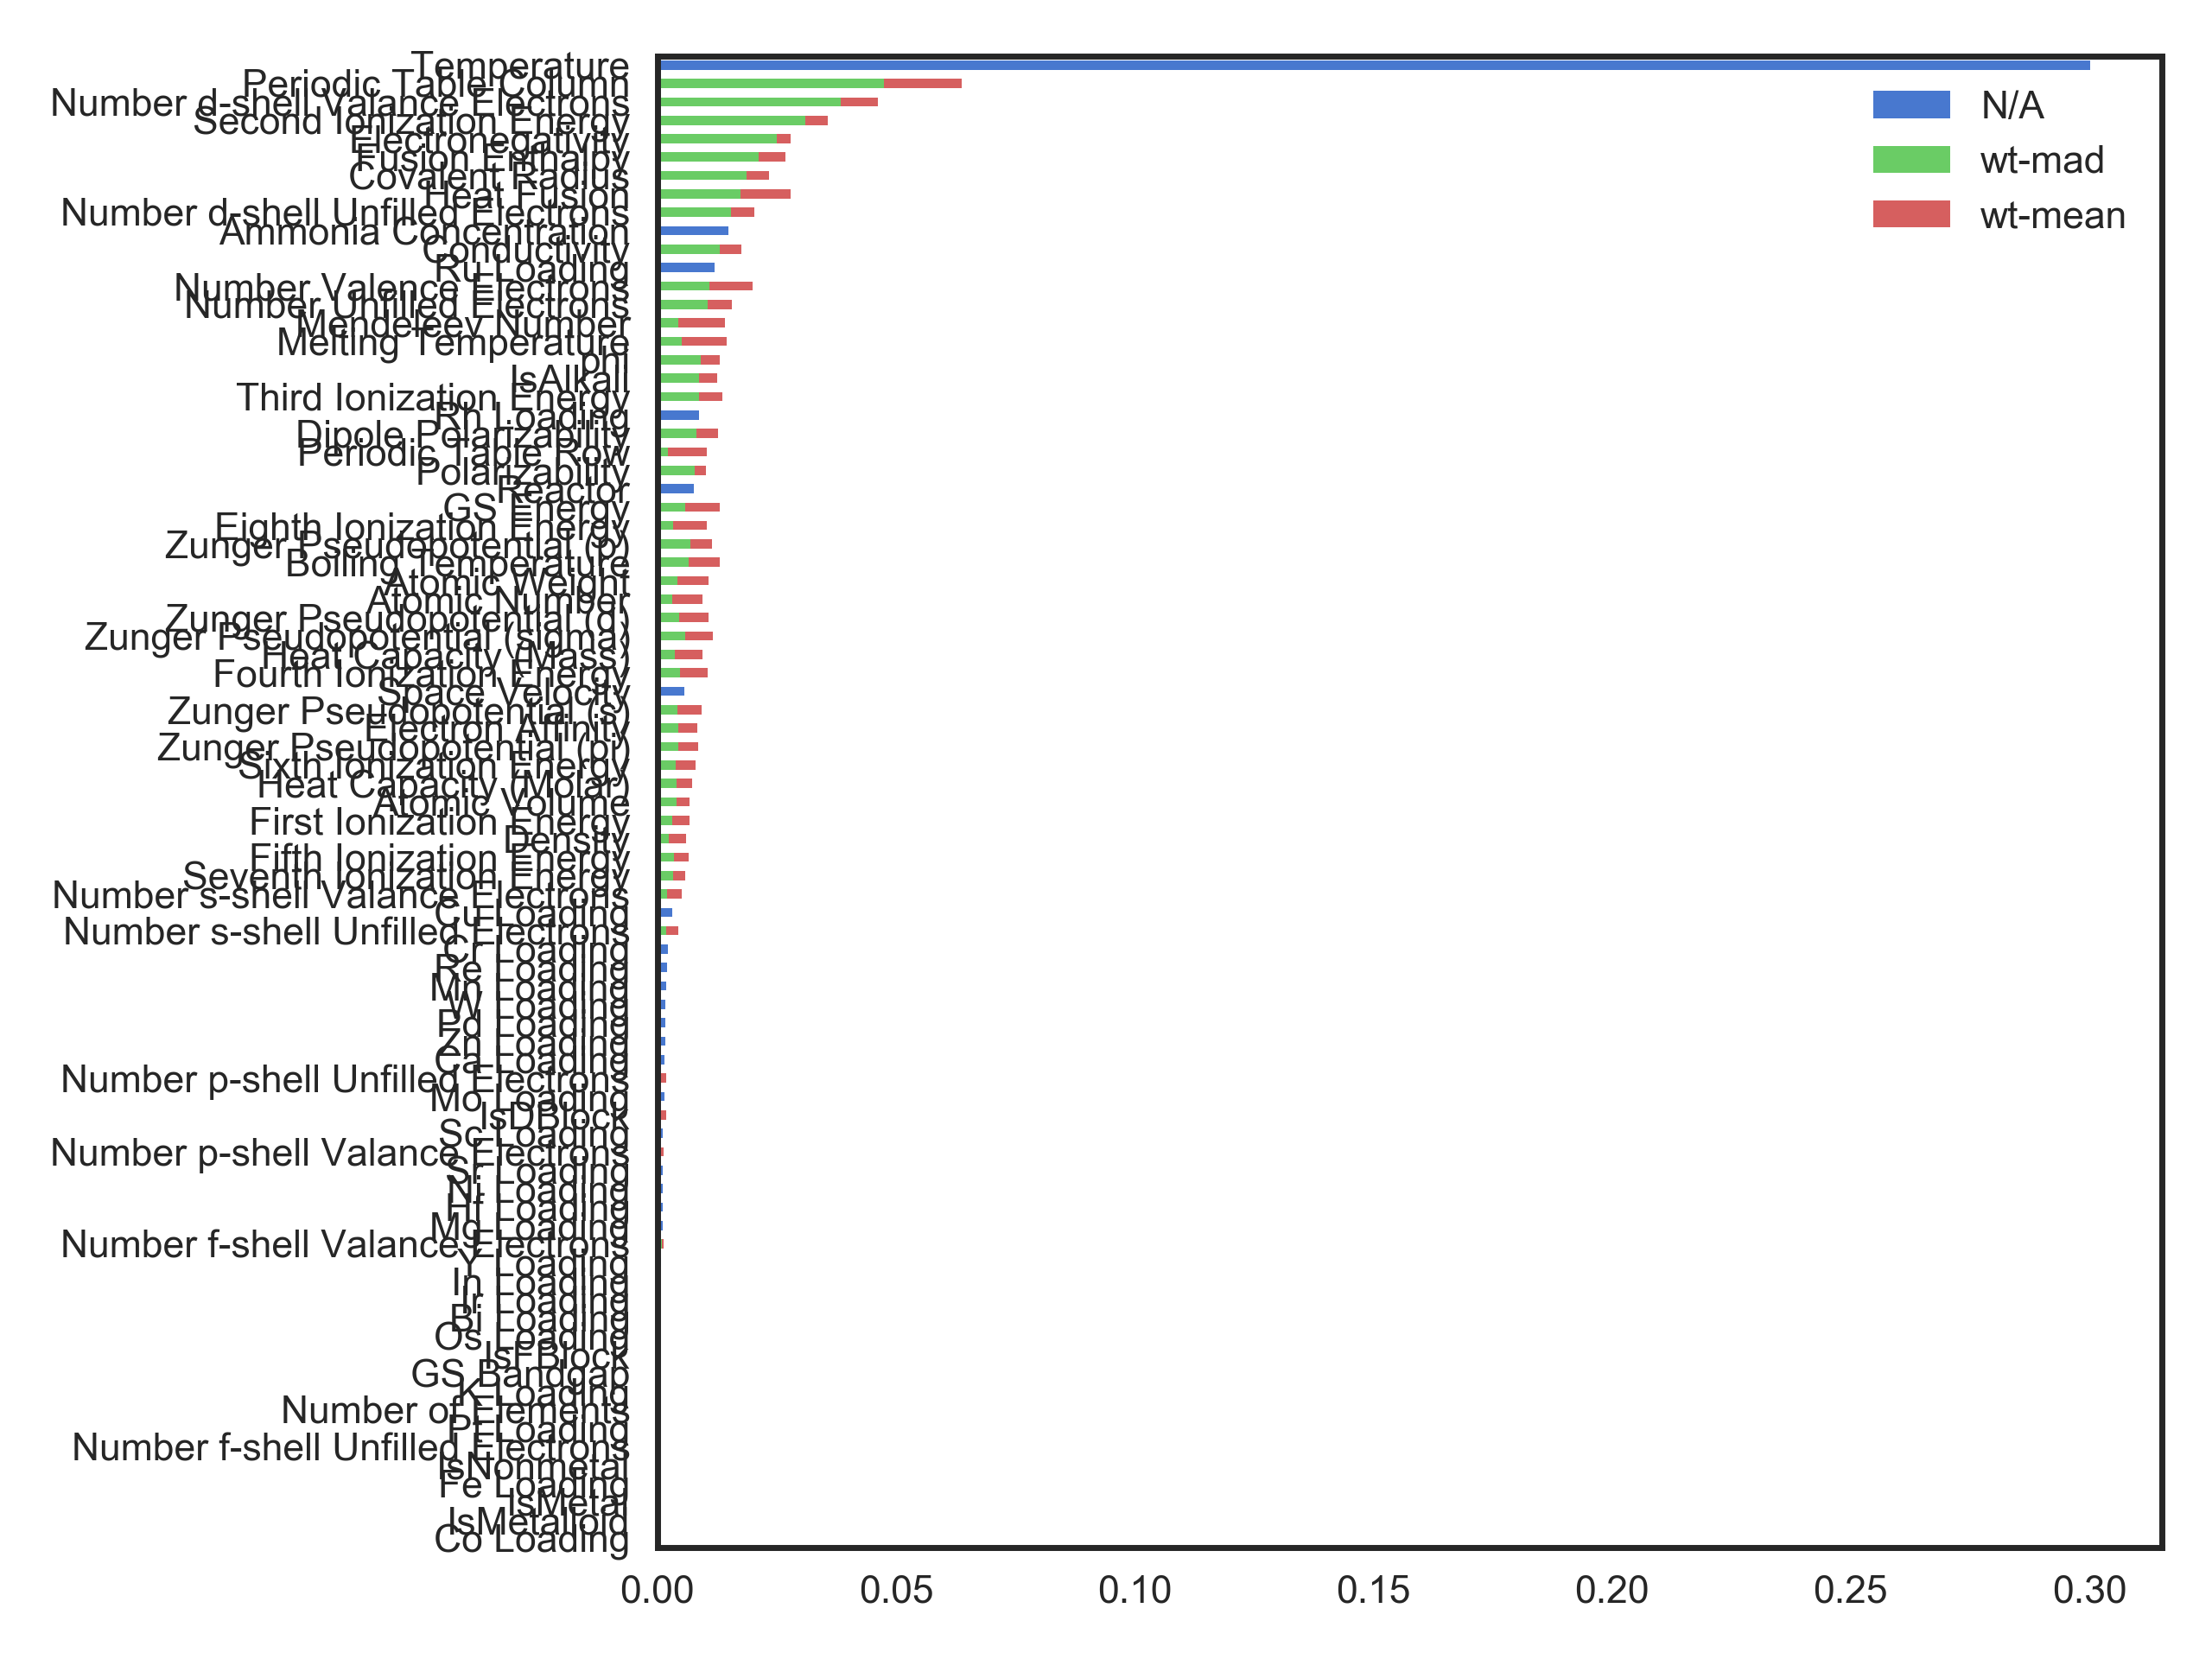 Temperature
Periodic Table Column
Number d-shell Valance Electrons
Second Ionization Energy
Electronegativity
Fusion Enthalpy
Covalent Radius
Heat Fusion
Number d-shell Unfilled Electrons
Ammonia Concentration
Conductivity
Ru Loading
Number Valence Electrons
Number Unfilled Electrons
Mendeleev Number
Melting Temperature
phi
IsAlkali
Third Ionization Energy
Rh Loading
Dipole Polarizability
Periodic Table Row
Polarizability
Reactor
GS Energy
Eighth Ionization Energy
Zunger Pseudopotential (p)
Boiling Temperature
Atomic Weight
Atomic Number
Zunger Pseudopotential (d)
Zunger Pseudopotential (sigma)
Heat Capacity (Mass)
Fourth Ionization Energy
Space Velocity
Zunger Pseudopotential (s)
Electron Affinity
Zunger Pseudopotential (pi)
Sixth Ionization Energy
Heat Capacity (Molar)
Atomic Volume
First Ionization Energy
Density
Fifth Ionization Energy
Seventh Ionization Energy
Number s-shell Valance Electrons
Cu Loading
Number s-shell Unfilled Electrons
Cr Loading
Re Loading
Mn Loading
W Loading
Pd Loading
Zn Loading
Ca Loading
Number p-shell Unfilled Electrons
Mo Loading
IsDBlock
Sc Loading
Number p-shell Valance Electrons
Sr Loading
Ni Loading
Hf Loading
Mg Loading
Number f-shell Valance Electrons
Y Loading
In Loading
Ir Loading
Bi Loading
Os Loading
IsFBlock
GS Bandgap
K Loading
Number of Elements
Pt Loading
Number f-shell Unfilled Electrons
IsNonmetal
Fe Loading
IsMetal
IsMetalloid
Co Loading
N/A
wt-mad
wt-mean
0.00 0.05 0.10 0.15 0.20 0.25 0.30